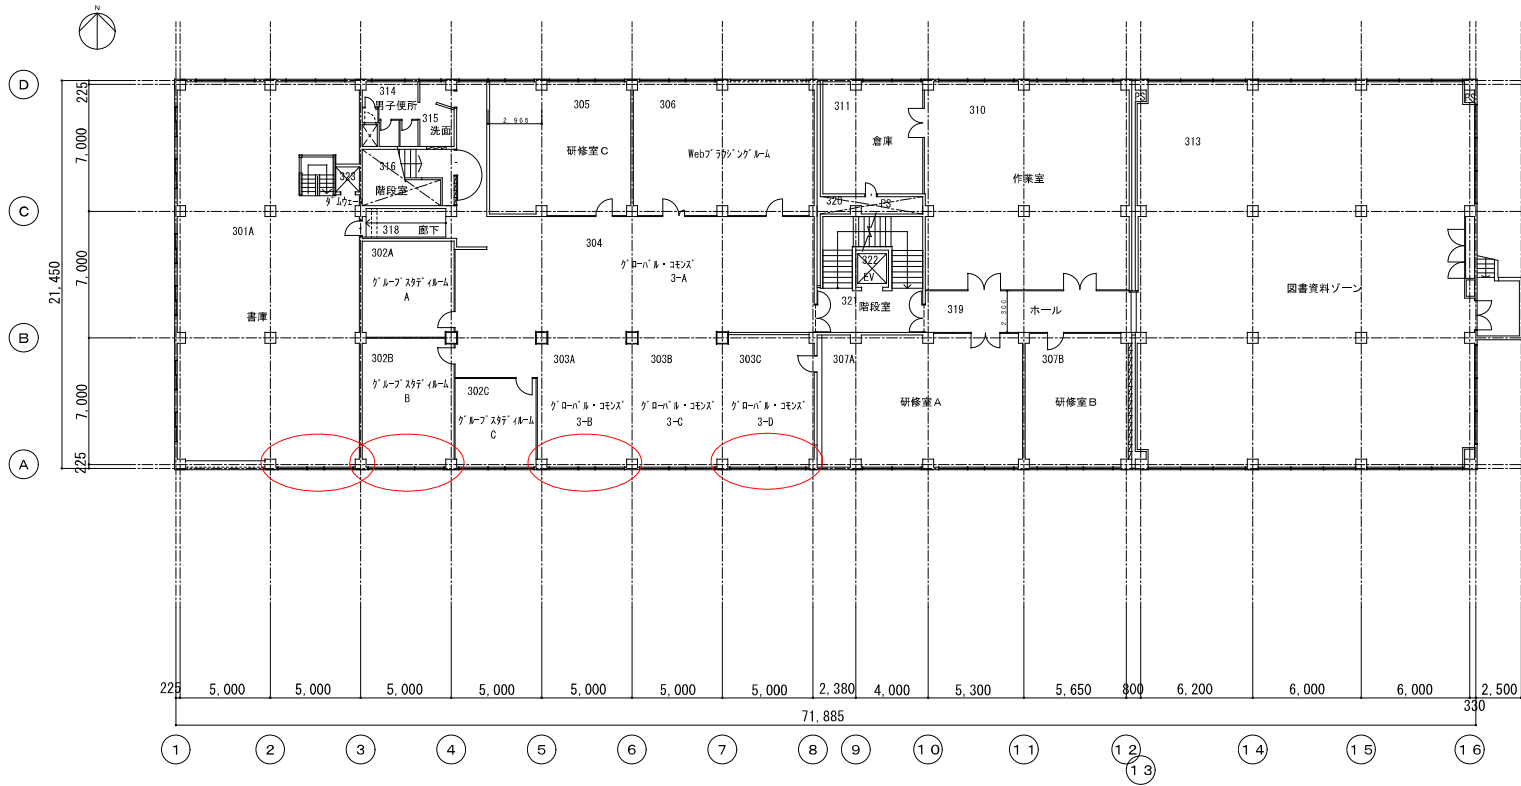 N
D
C
B
A
225
7,000
7,000
7,000
225
21,450
314
男子便所
315
洗面
316
階段室
323
ダムウェー
318 廊下
301A
書庫
302A
グループスタディルーム
A
302B
グループスタディルーム
B
302C
グループスタディルーム
C
2,965
305
研修室C
306
Webブラウジングルーム
304
グローバル・コモンズ
3-A
303A
グローバル・コモンズ
3-B
303B
グローバル・コモンズ
3-C
303C
グローバル・コモンズ
3-D
311
倉庫
320
PS
322
EV
321
階段室
310
作業室
319
2,300
ホール
307A
研修室A
307B
研修室B
PS
PS
313
図書資料ゾーン
225
5,000
5,000
5,000
5,000
5,000
5,000
5,000
2,380
4,000
5,300
5,650
800
6,200
6,000
6,000
330
2,500
71,885
1
2
3
4
5
6
7
8
9
10
11
12
13
14
15
16